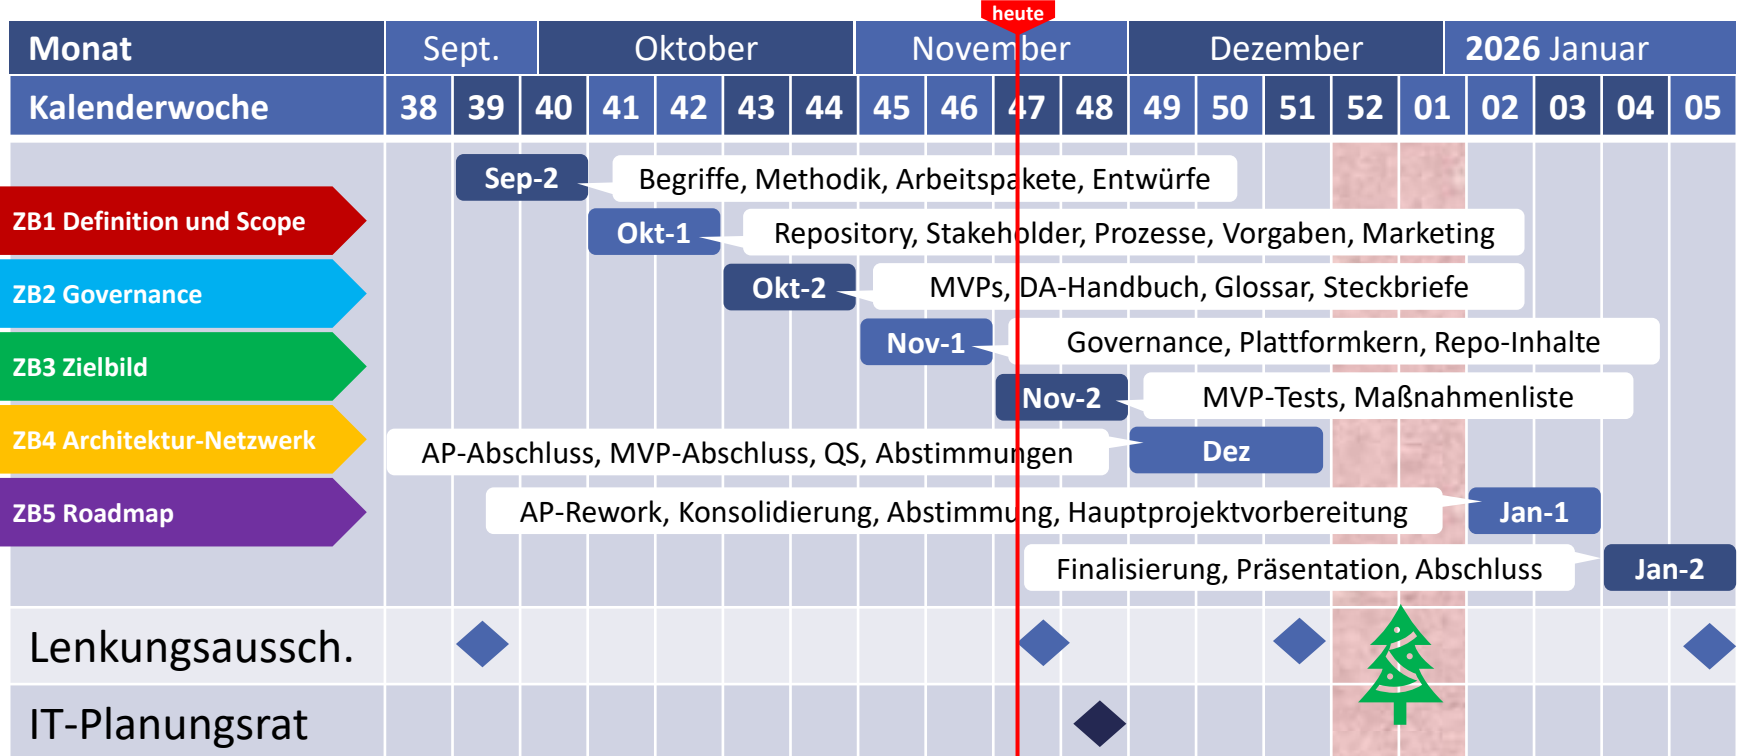 heute
Monat Sept. Oktober November Dezember 2026 Januar
Kalenderwoche 38 39 40 41 42 43 44 45 46 47 48 49 50 51 52 01 02 03 04 05
Sep-2 Begriffe, Methodik, Arbeitspakete, Entwürfe
ZB1 Definition und Scope
Okt-1 Repository, Stakeholder, Prozesse, Vorgaben, Marketing
ZB2 Governance
Okt-2 MVPs, DA-Handbuch, Glossar, Steckbriefe
Nov-1 Governance, Plattformkern, Repo-Inhalte
ZB3 Zielbild
Nov-2 MVP-Tests, Maßnahmenliste
ZB4 Architektur-Netzwerk
AP-Abschluss, MVP-Abschluss, QS, Abstimmungen Dez
ZB5 Roadmap
AP-Rework, Konsolidierung, Abstimmung, Hauptprojektvorbereitung Jan-1
Finalisierung, Präsentation, Abschluss Jan-2
Lenkungsaussch.
IT-Planungsrat